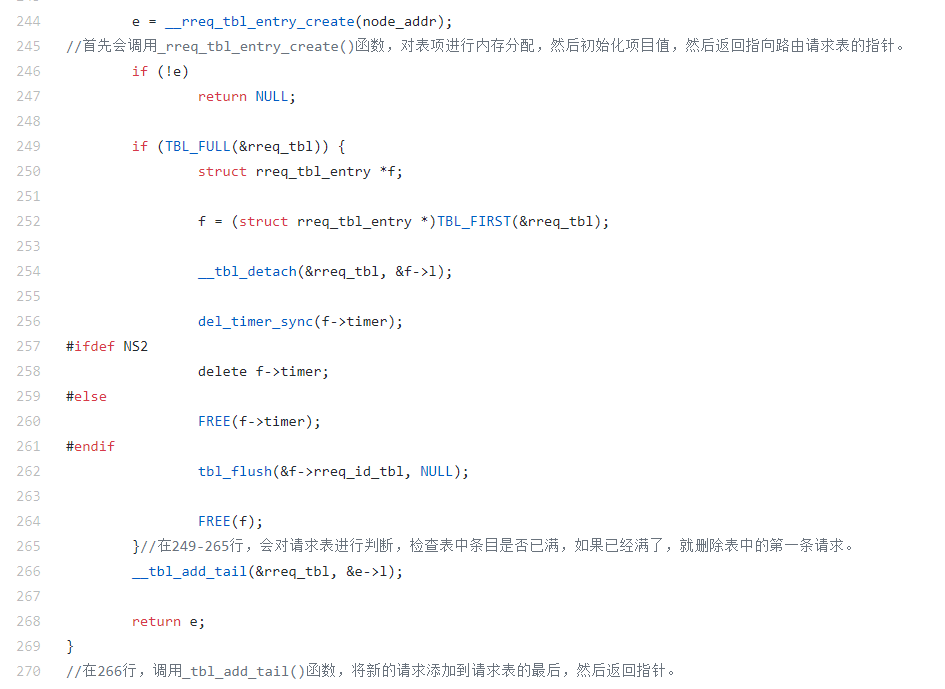 244 e = __rreq_tbl_entry_create(node_addr);
245 //首先会调用_rreq_tbl_entry_create()函数，对表项进行内存分配，然后初始化项目值，然后返回指向路由请求表的指针。
246 if (!e)
247 return NULL;
248
249 if (TBL_FULL(&rreq_tbl)) {
250 struct rreq_tbl_entry *f;
251
252 f = (struct rreq_tbl_entry *)TBL_FIRST(&rreq_tbl);
253
254 __tbl_detach(&rreq_tbl, &f->l);
255
256 del_timer_sync(f->timer);
257 #ifdef NS2
258 delete f->timer;
259 #else
260 FREE(f->timer);
261 #endif
262 tbl_flush(&f->rreq_id_tbl, NULL);
263
264 FREE(f);
265 }//在249-265行，会对请求表进行判断，检查表中条目是否已满，如果已经满了，就删除表中的第一条请求。
266 __tbl_add_tail(&rreq_tbl, &e->l);
267
268 return e;
269 }
270 //在266行，调用_tbl_add_tail()函数，将新的请求添加到请求表的最后，然后返回指针。